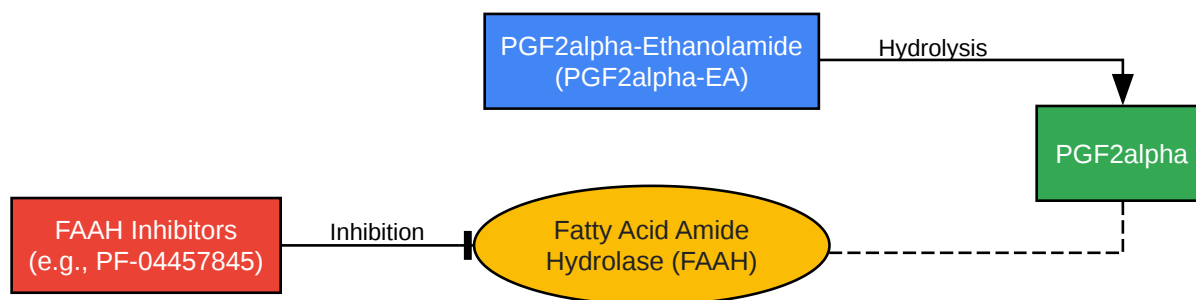 PGF2alpha-Ethanolamide
(PGF2alpha-EA)
Hydrolysis
PGF2alpha
FAAH Inhibitors
(e.g., PF-04457845)
Inhibition
Fatty Acid Amide
Hydrolase (FAAH)